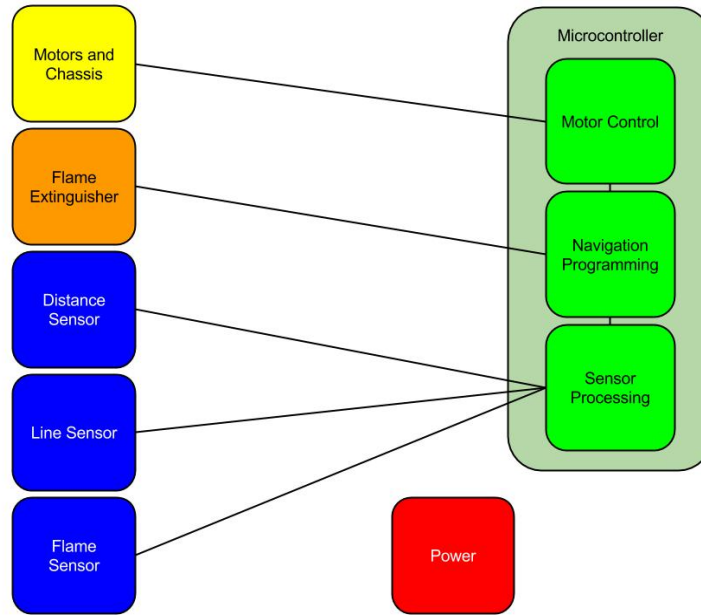 Motors and
Chassis
Flame
Extinguisher
Distance
Sensor
Line Sensor
Flame
Sensor
Microcontroller
Motor Control
Navigation
Programming
Sensor
Processing
Power